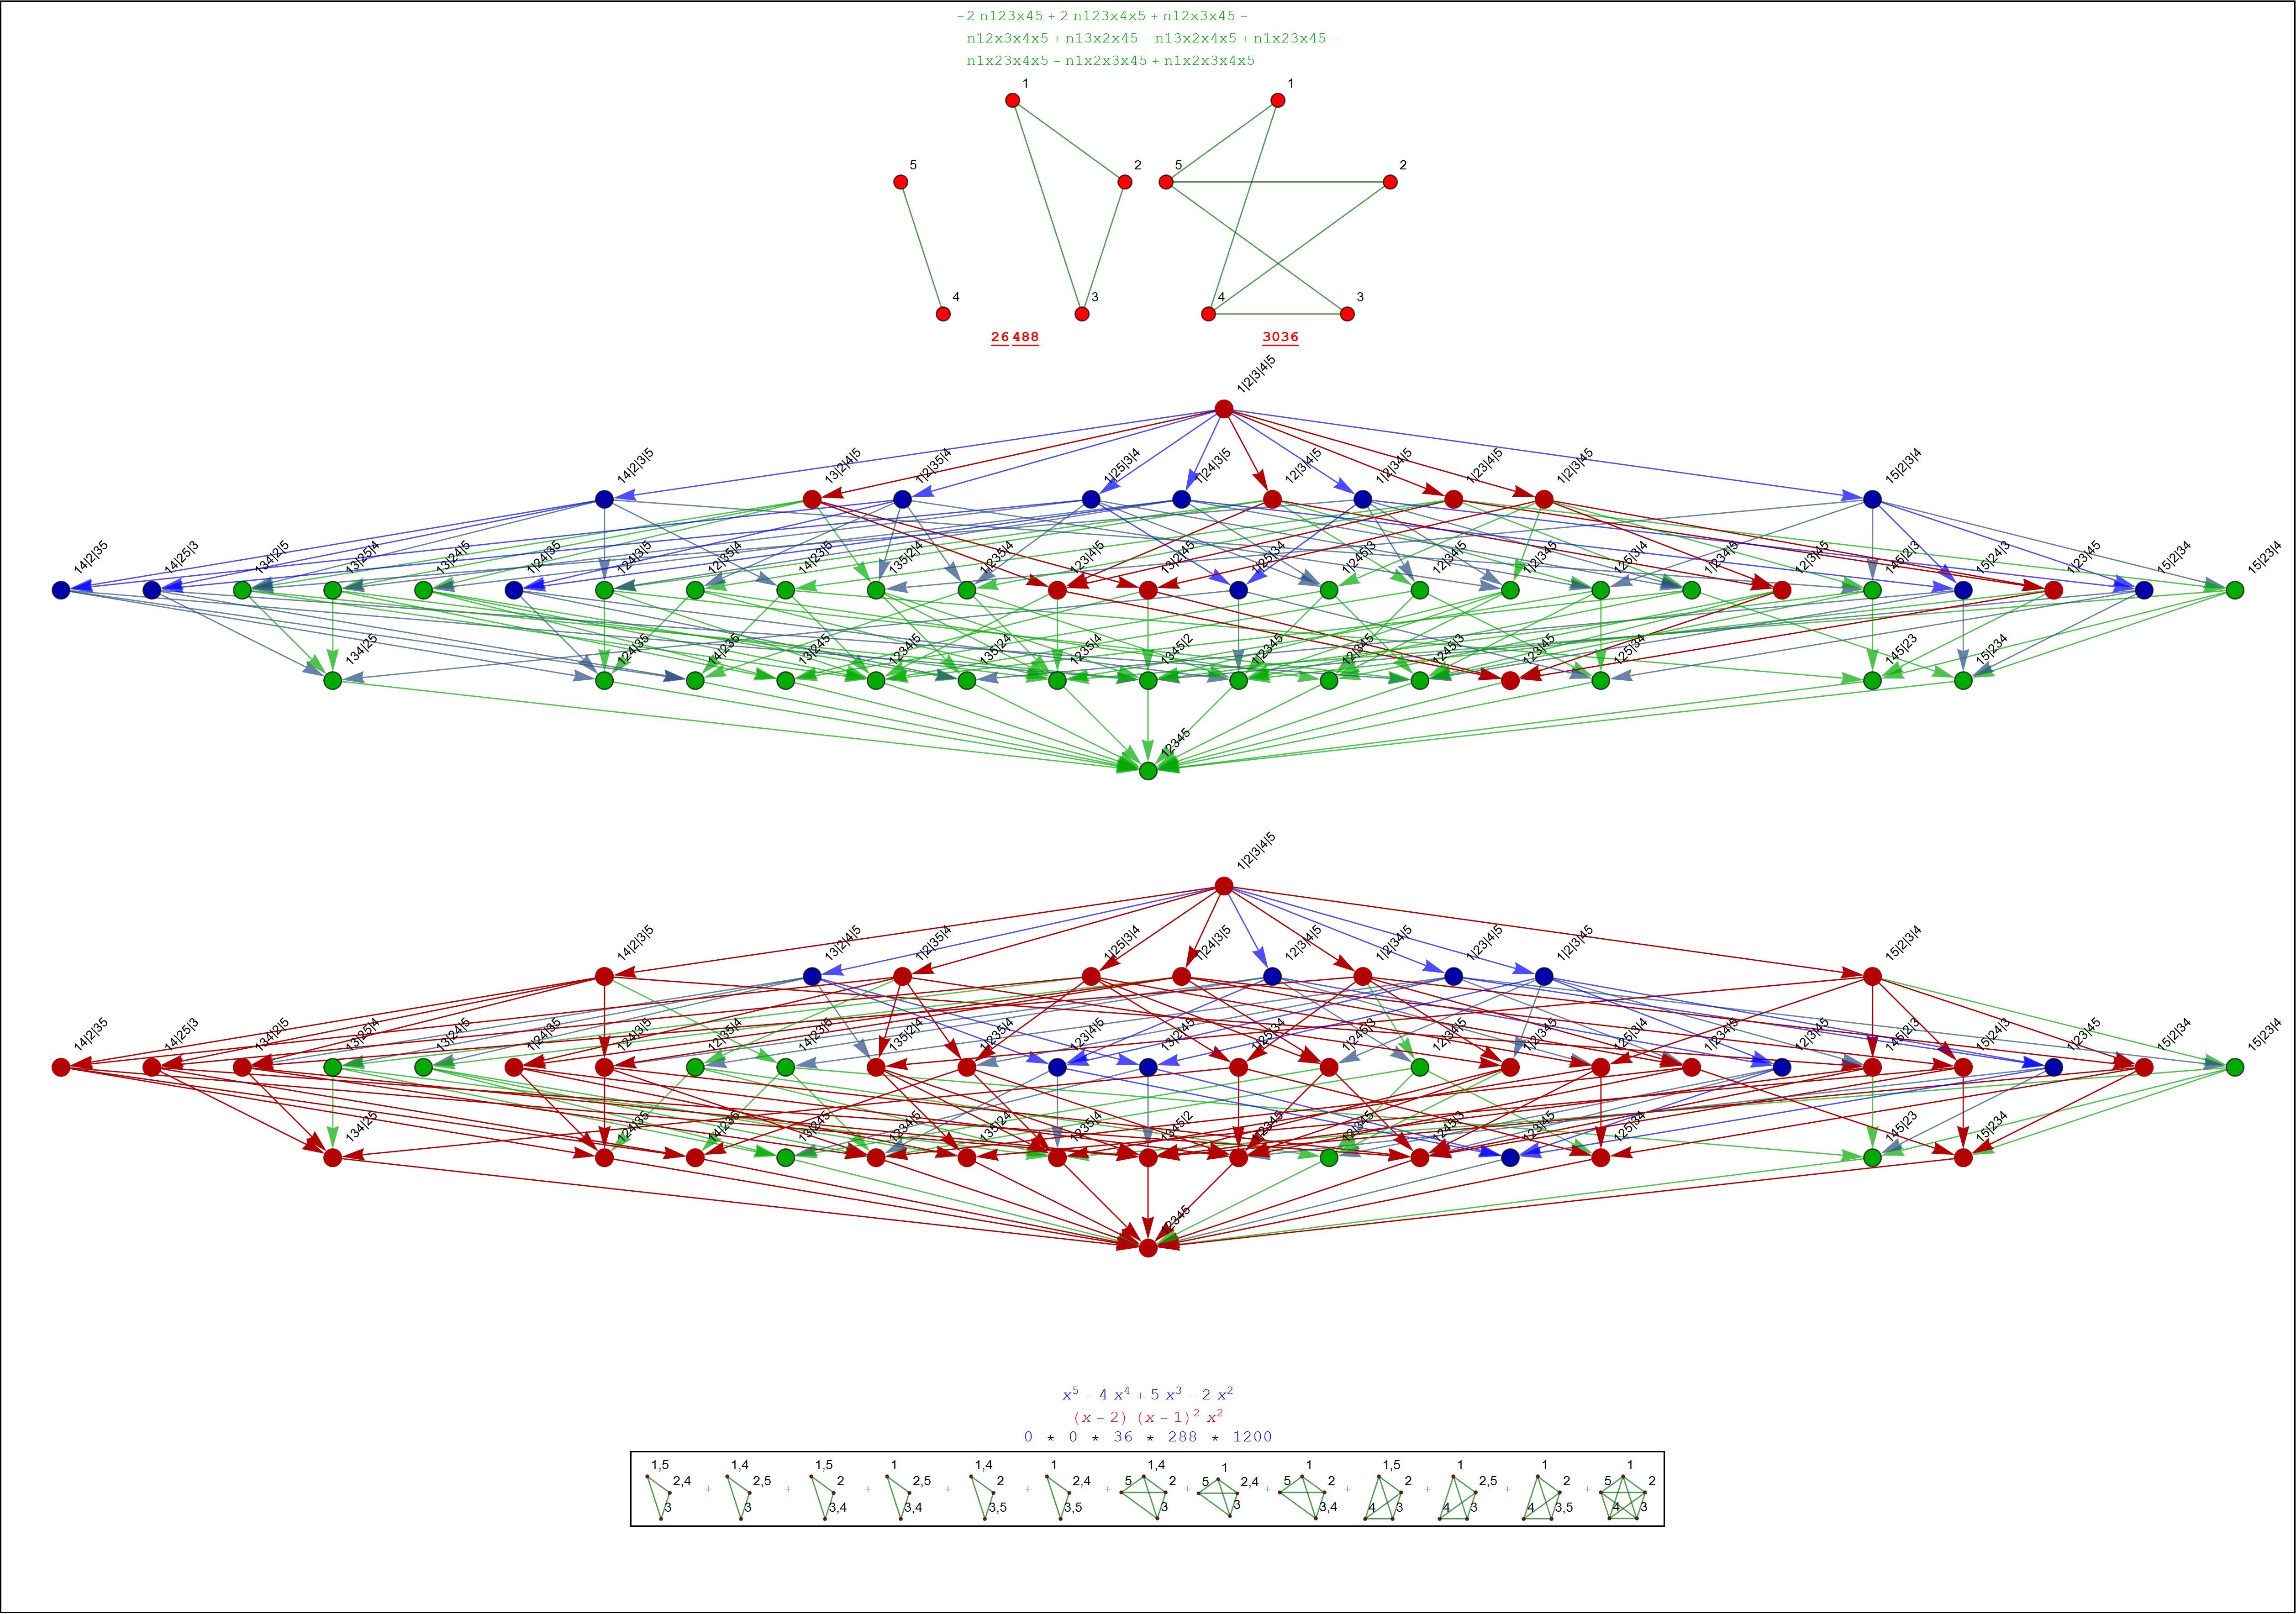 -2 n123x45 + 2 n123x4x5 + n12x3x45 -
n12x3x4x5 + n13x2x45 - n13x2x4x5 + n1x23x45 -
n1x23x4x5 - n1x2x3x45 + n1x2x3x4x5
1 1
5 2 5 2
4 3 4 3
26 488 3036
1|2|3|4|5
14|2|3|5 13|2|4|5 1|2|35|4 1|25|3|4 1|24|3|5 12|3|4|5 1|2|34|5 1|23|4|5 1|2|3|45 15|2|3|4
14|2|35 14|25|3 134|2|5 13|25|4 13|24|5 1|24|35 124|3|5 12|35|4 14|23|5 135|2|4 1|235|4 123|4|5 13|2|45 1|25|34 1|245|3 12|34|5 1|2|345 125|3|4 1|234|5 12|3|45 145|2|3 15|24|3 1|23|45 15|2|34 15|23|4
134|25 124|35 14|235 13|245 1234|5 135|24 1235|4 1345|2 1|2345 12|345 1245|3 123|45 125|34 145|23 15|234
12345
1|2|3|4|5
14|2|3|5 13|2|4|5 1|2|35|4 1|25|3|4 1|24|3|5 12|3|4|5 1|2|34|5 1|23|4|5 1|2|3|45 15|2|3|4
14|2|35 14|25|3 134|2|5 13|25|4 13|24|5 1|24|35 124|3|5 12|35|4 14|23|5 135|2|4 1|235|4 123|4|5 13|2|45 1|25|34 1|245|3 12|34|5 1|2|345 125|3|4 1|234|5 12|3|45 145|2|3 15|24|3 1|23|45 15|2|34 15|23|4
134|25 124|35 14|235 13|245 1234|5 135|24 1235|4 1345|2 1|2345 12|345 1245|3 123|45 125|34 145|23 15|234
12345
x⁵ - 4 x⁴ + 5 x³ - 2 x²
(x - 2) (x - 1)² x²
0 * 0 * 36 * 288 * 1200
1,5 2,4 3 + 1,4 2,5 3 + 1,5 2 3,4 + 1 2,5 3,4 + 1,4 2 3,5 + 1 2,4 3,5 + 1,4 5 2 3 + 1 5 2,4 3 + 1 5 2 3,4 + 1,5 2 4 3 + 1 2,5 4 3 + 1 2 4 3,5 + 1 5 2 4 3